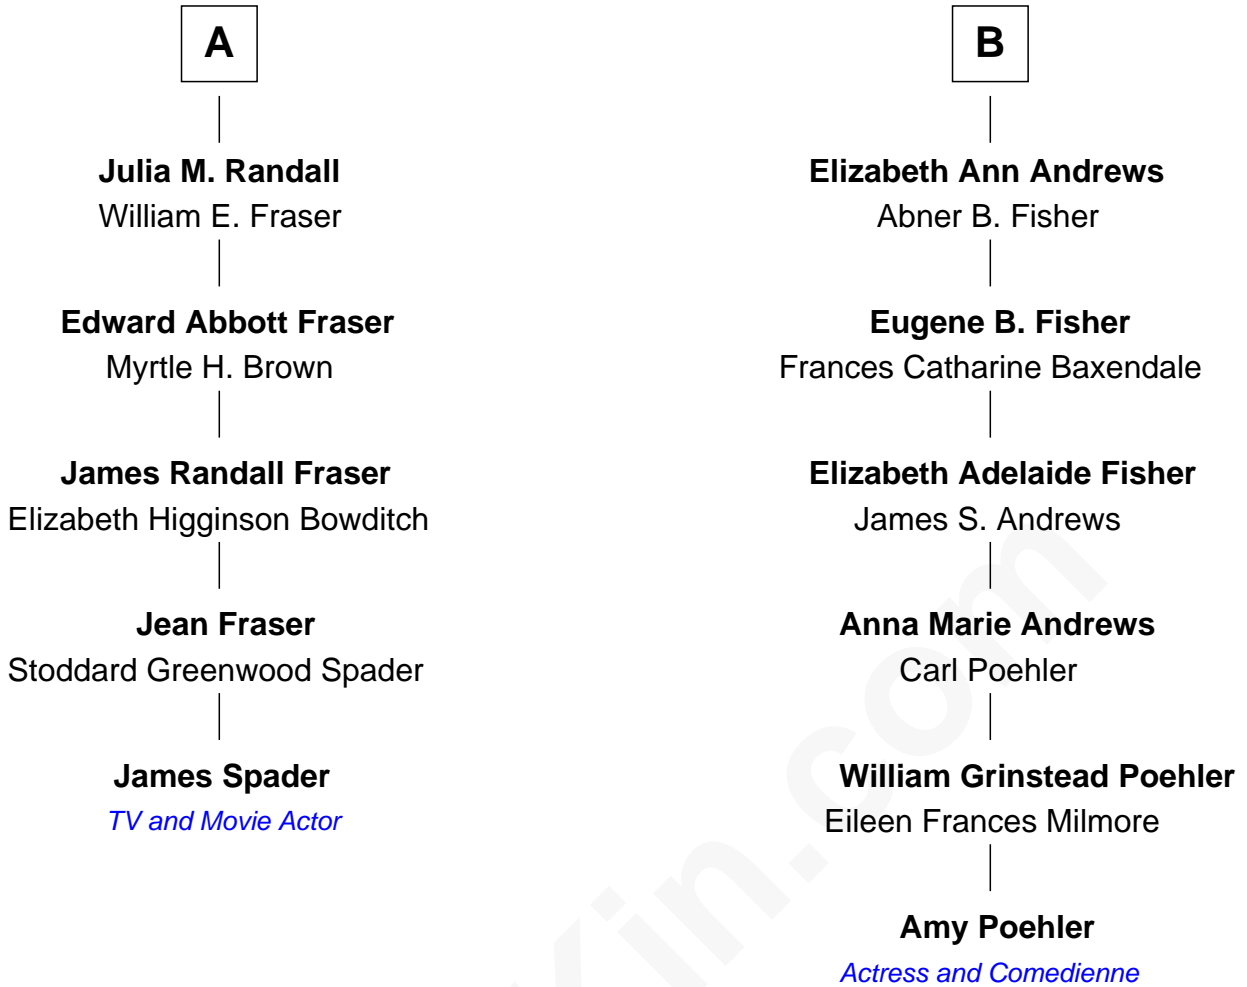 A
Julia M. Randall
William E. Fraser
Edward Abbott Fraser
Myrtle H. Brown
James Randall Fraser
Elizabeth Higginson Bowditch
Jean Fraser
Stoddard Greenwood Spader
James Spader
TV and Movie Actor
B
Elizabeth Ann Andrews
Abner B. Fisher
Eugene B. Fisher
Frances Catharine Baxendale
Elizabeth Adelaide Fisher
James S. Andrews
Anna Marie Andrews
Carl Poehler
William Grinstead Poehler
Eileen Frances Milmore
Amy Poehler
Actress and Comedienne
Kin.com